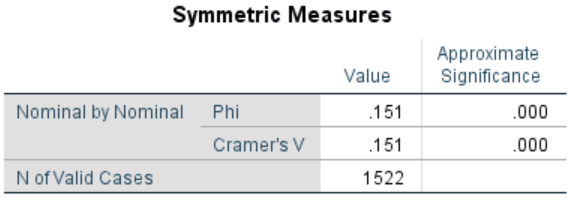 Symmetric Measures
Value Approximate Significance
Nominal by Nominal Phi .151 .000
Cramer's V .151 .000
N of Valid Cases 1522